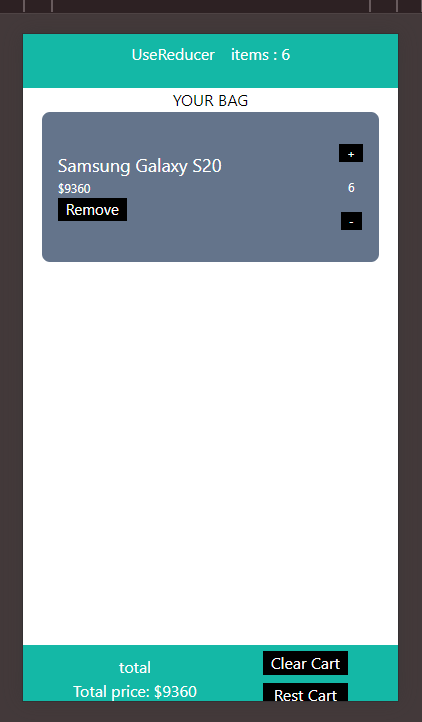 UseReducer items : 6
YOUR BAG
+
Samsung Galaxy S20
$9360
6
Remove
-
total
Clear Cart
Total price: $9360
Rest Cart